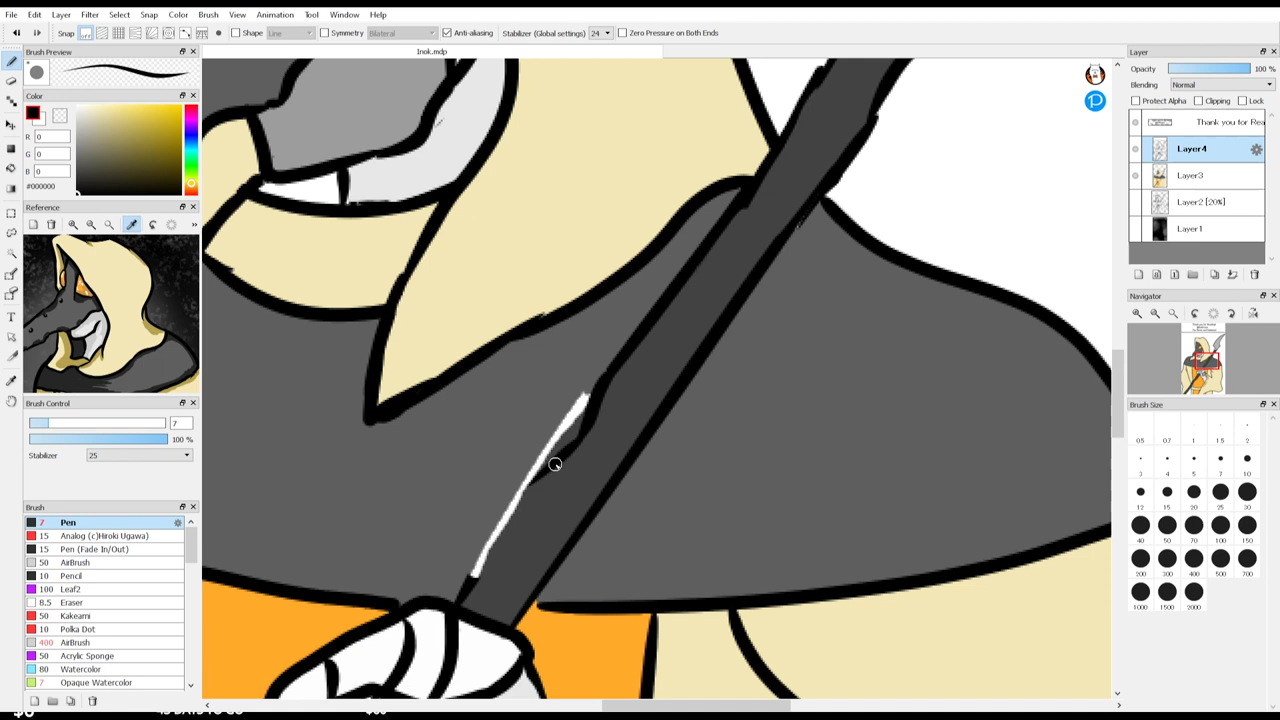 File Edit Layer Filter Select Snap Color Brush View Animation Tool Window Help
Snap off Shape Line Symmetry Bilateral Anti-aliasing Stabilizer (Global settings) 24 Zero Pressure on Both Ends
Inok.mdp
Brush Preview
Color
R 0
G 0
B 0
#000000
Reference
Brush Control
7
100 %
Stabilizer 25
Brush
7 Pen
15 Analog (c)Hiroki Ugawa)
15 Pen (Fade In/Out)
50 AirBrush
10 Pencil
100 Leaf2
8.5 Eraser
50 Kakeami
10 Polka Dot
400 AirBrush
50 Acrylic Sponge
80 Watercolor
7 Opaque Watercolor
Layer
Opacity 100 %
Blending Normal
Protect Alpha Clipping Lock
Thank you for Rea
Layer4
Layer3
Layer2 [20%]
Layer1
Navigator
Brush Size
0.5 0.7 1 1.5 2
3 4 5 7 10
12 15 20 25 30
40 50 70 100 150
200 300 400 500 700
1000 1500 2000